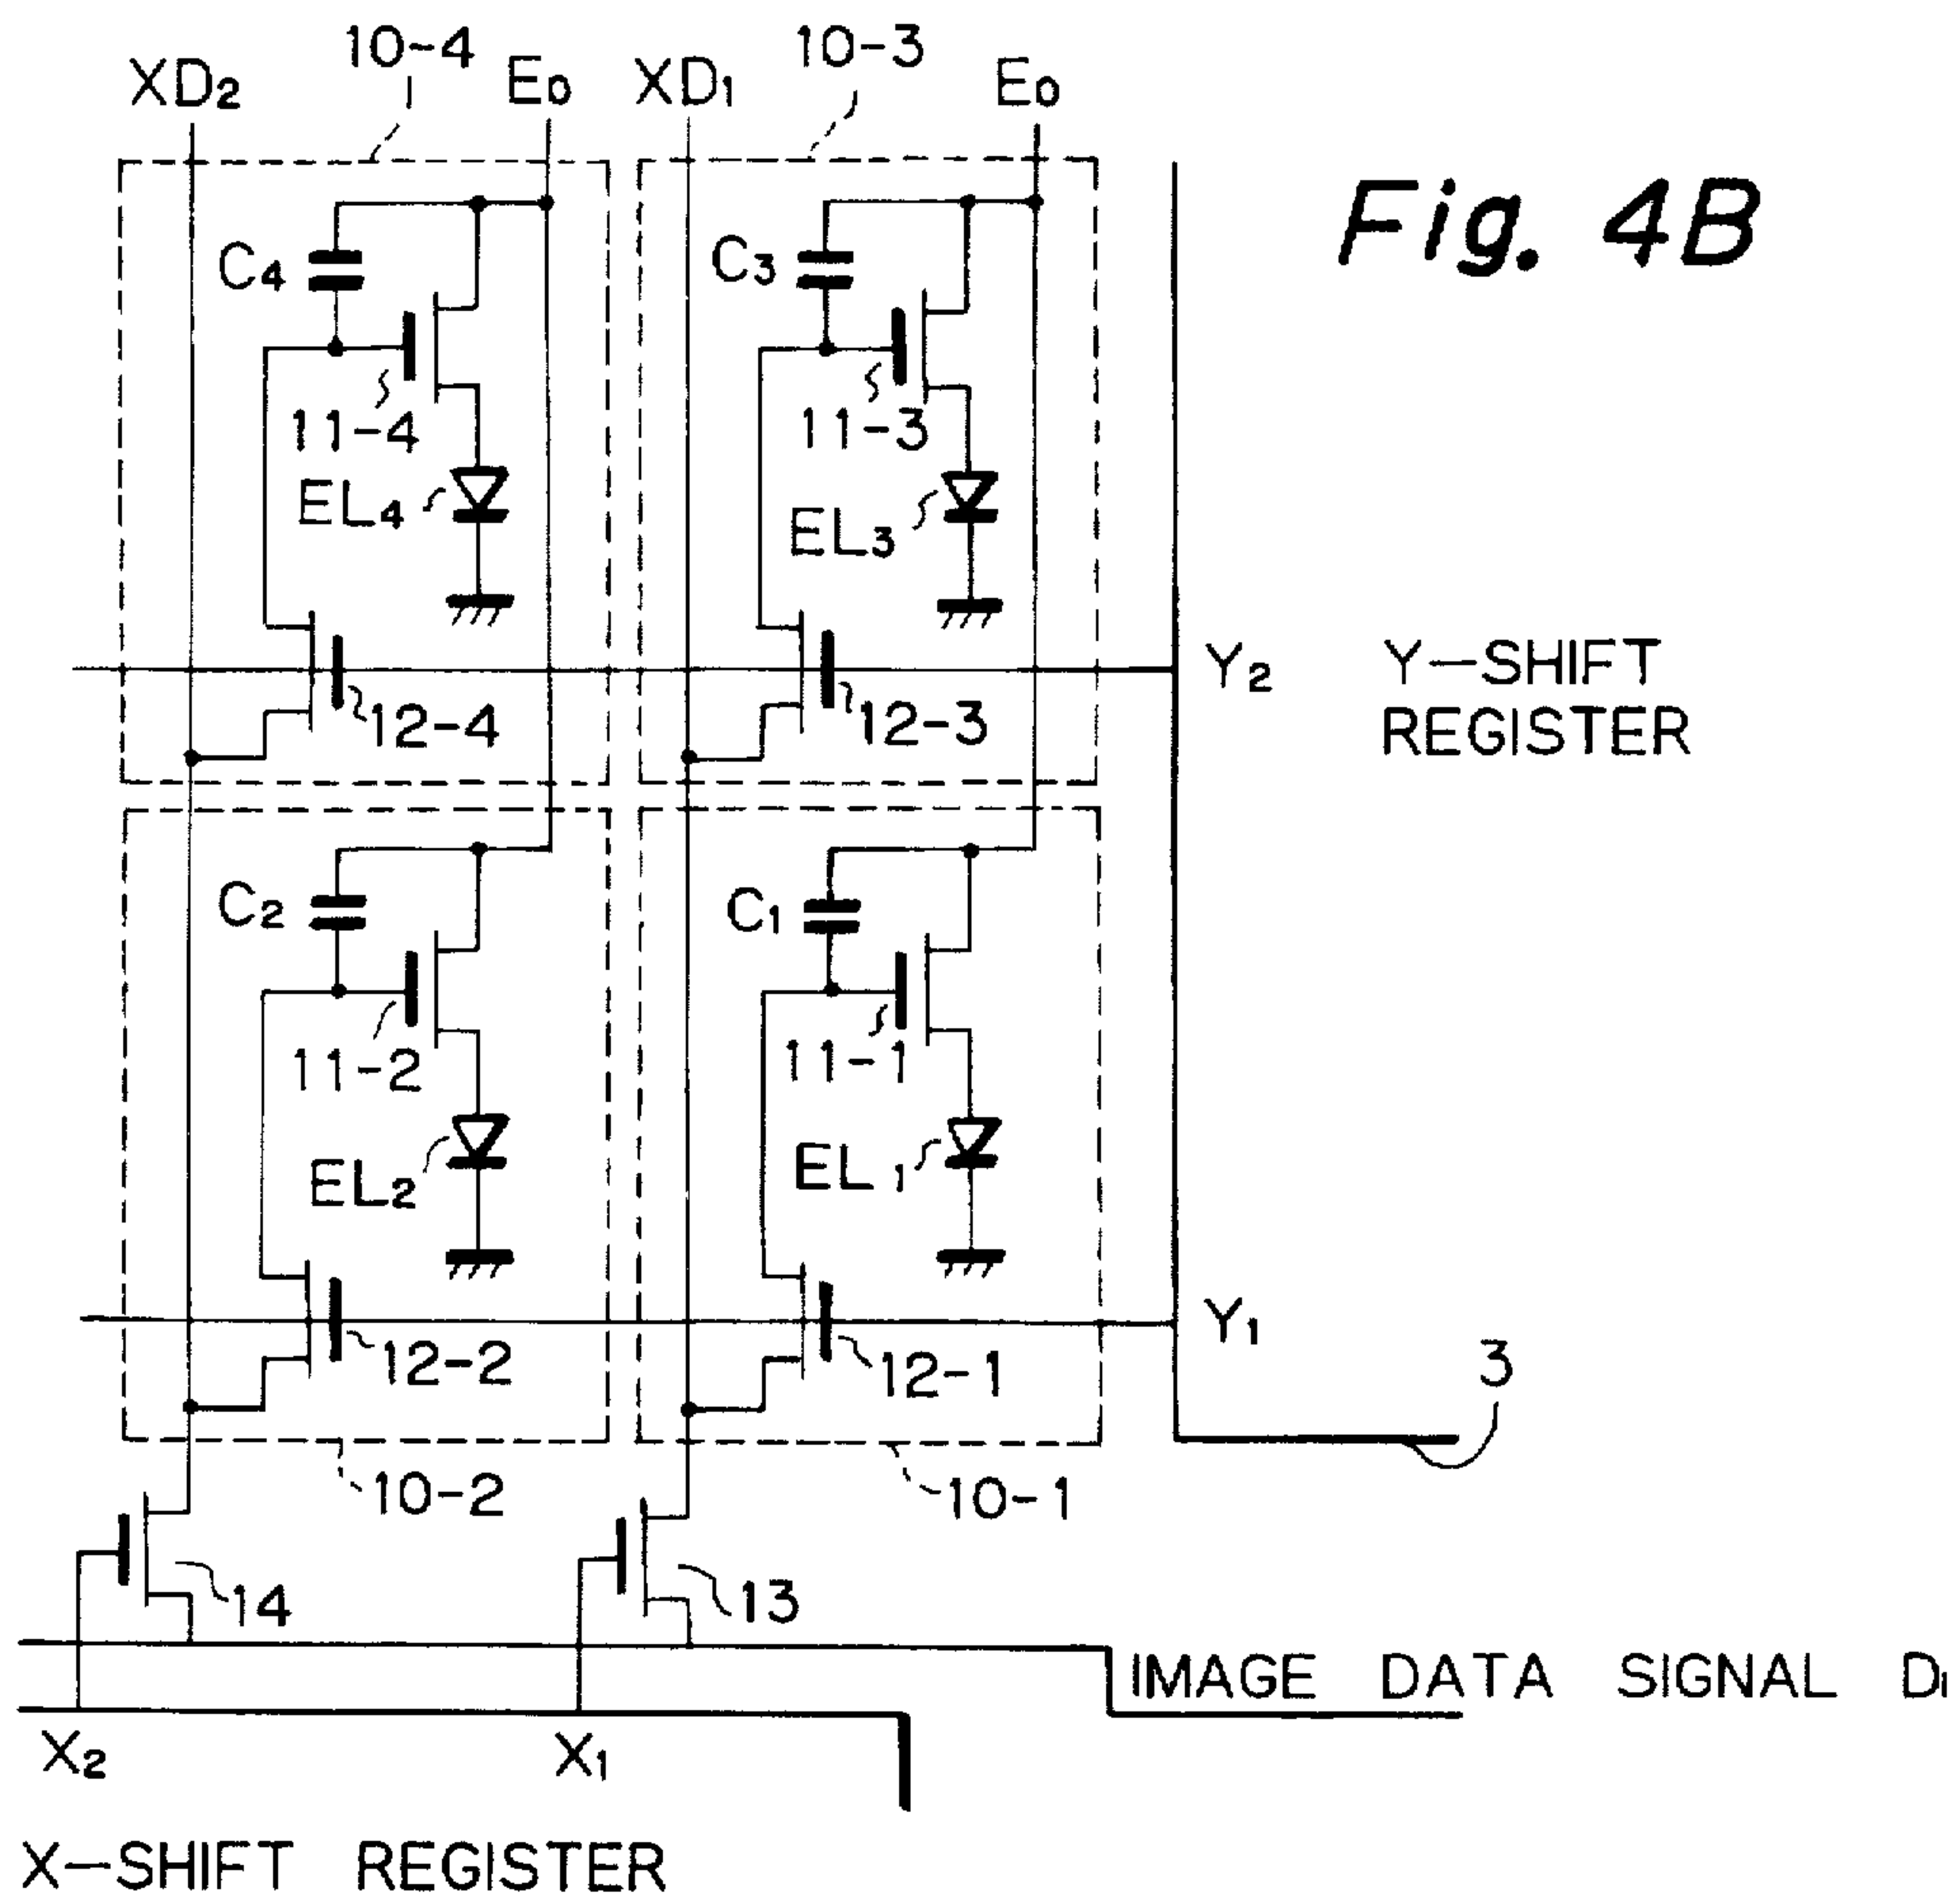 10-4
10-3
XD2
E0
XD1
E0
Fig. 4B
C4
C3
11-4
11-3
EL4
EL3
Y2
Y-SHIFT
REGISTER
12-4
12-3
C2
C1
11-2
11-1
EL2
EL1
Y1
12-2
12-1
3
10-2
10-1
14
13
IMAGE DATA SIGNAL DI
X2
X1
X-SHIFT REGISTER